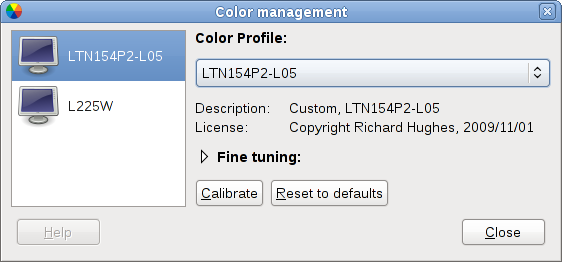 Color management
LTN154P2-L05
L225W
Color Profile:
LTN154P2-L05
Description: Custom, LTN154P2-L05
License: Copyright Richard Hughes, 2009/11/01
Fine tuning:
Calibrate Reset to defaults
Help Close